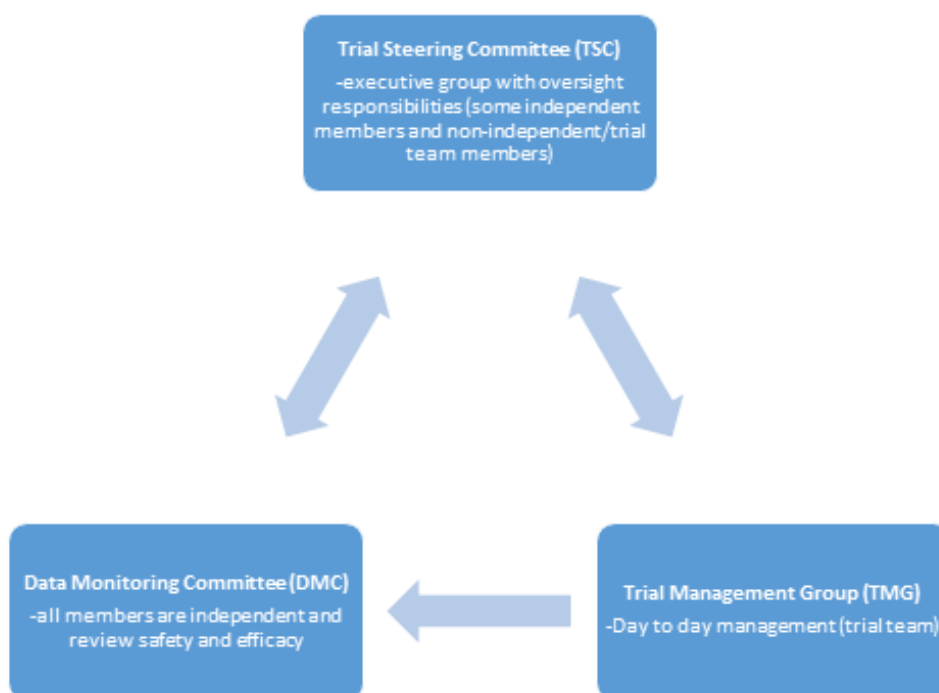 Trial Steering Committee (TSC)
-executive group with oversight
responsibilities (some independent
members and non-independent/trial
team members)
Data Monitoring Committee (DMC)
-all members are independent and
review safety and efficacy
Trial Management Group (TMG)
-Day to day management (trial team)